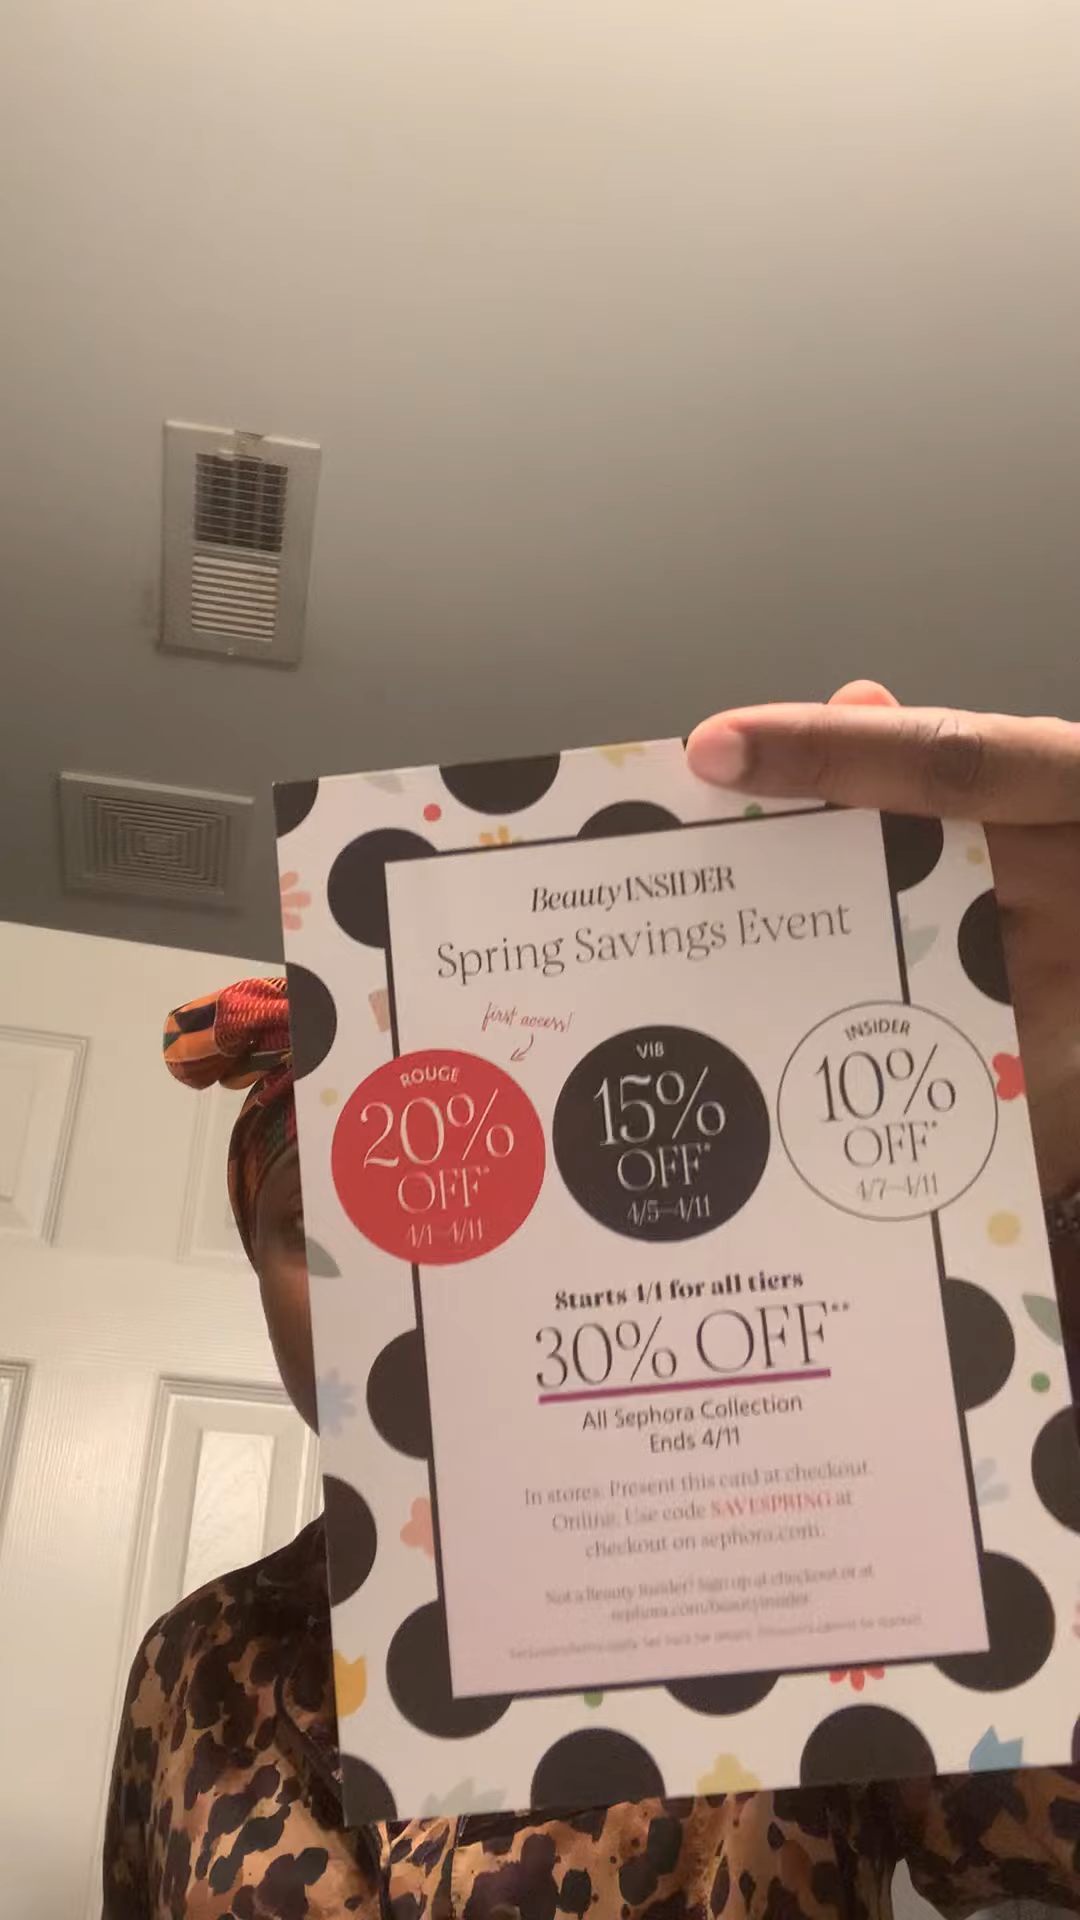 BeautyINSIDER
Spring Savings Event
first access!
ROUGE
20%
OFF*
4/1–4/11
VIB
15%
OFF*
4/5–4/11
INSIDER
10%
OFF*
4/7–4/11
Starts 4/1 for all tiers
30% OFF**
All Sephora Collection
Ends 4/11
In stores. Present this card at checkout.
Online. Use code SAVESPRING at
checkout on sephora.com.
Not a Beauty Insider? Sign up at checkout or at
sephora.com/beautyinsider